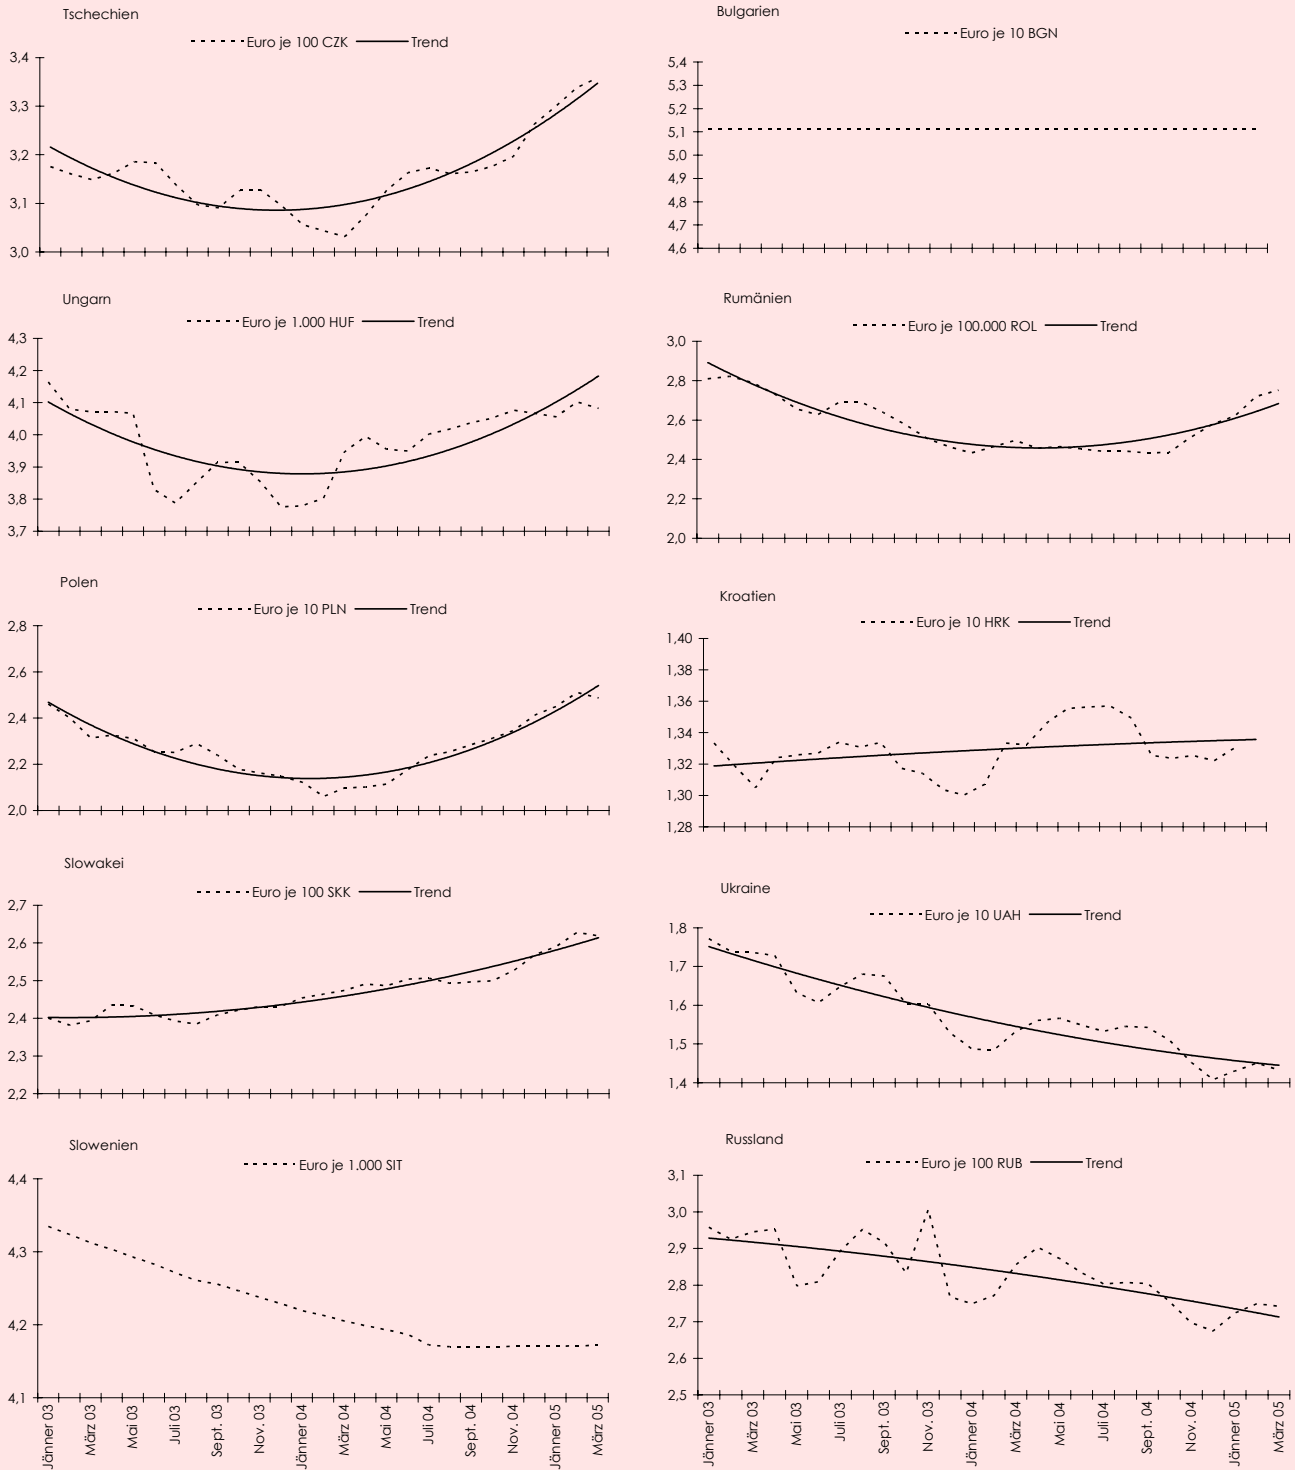 Tschechien
Euro je 100 CZK Trend
3,4
3,3
3,2
3,1
3,0
Ungarn
Euro je 1.000 HUF Trend
4,3
4,2
4,1
4,0
3,9
3,8
3,7
Polen
Euro je 10 PLN Trend
2,8
2,6
2,4
2,2
2,0
Slowakei
Euro je 100 SKK Trend
2,7
2,6
2,5
2,4
2,3
2,2
Slowenien
Euro je 1.000 SIT
4,4
4,3
4,2
4,1
Jänner 03
März 03
Mai 03
Juli 03
Sept. 03
Nov. 03
Jänner 04
März 04
Mai 04
Juli 04
Sept. 04
Nov. 04
Jänner 05
März 05
Bulgarien
Euro je 10 BGN
5,4
5,3
5,2
5,1
5,0
4,9
4,8
4,7
4,6
Rumänien
Euro je 100.000 ROL Trend
3,0
2,8
2,6
2,4
2,2
2,0
Kroatien
Euro je 10 HRK Trend
1,40
1,38
1,36
1,34
1,32
1,30
1,28
Ukraine
Euro je 10 UAH Trend
1,8
1,7
1,6
1,5
1,4
Russland
Euro je 100 RUB Trend
3,1
3,0
2,9
2,8
2,7
2,6
2,5
Jänner 03
März 03
Mai 03
Juli 03
Sept. 03
Nov. 03
Jänner 04
März 04
Mai 04
Juli 04
Sept. 04
Nov. 04
Jänner 05
März 05